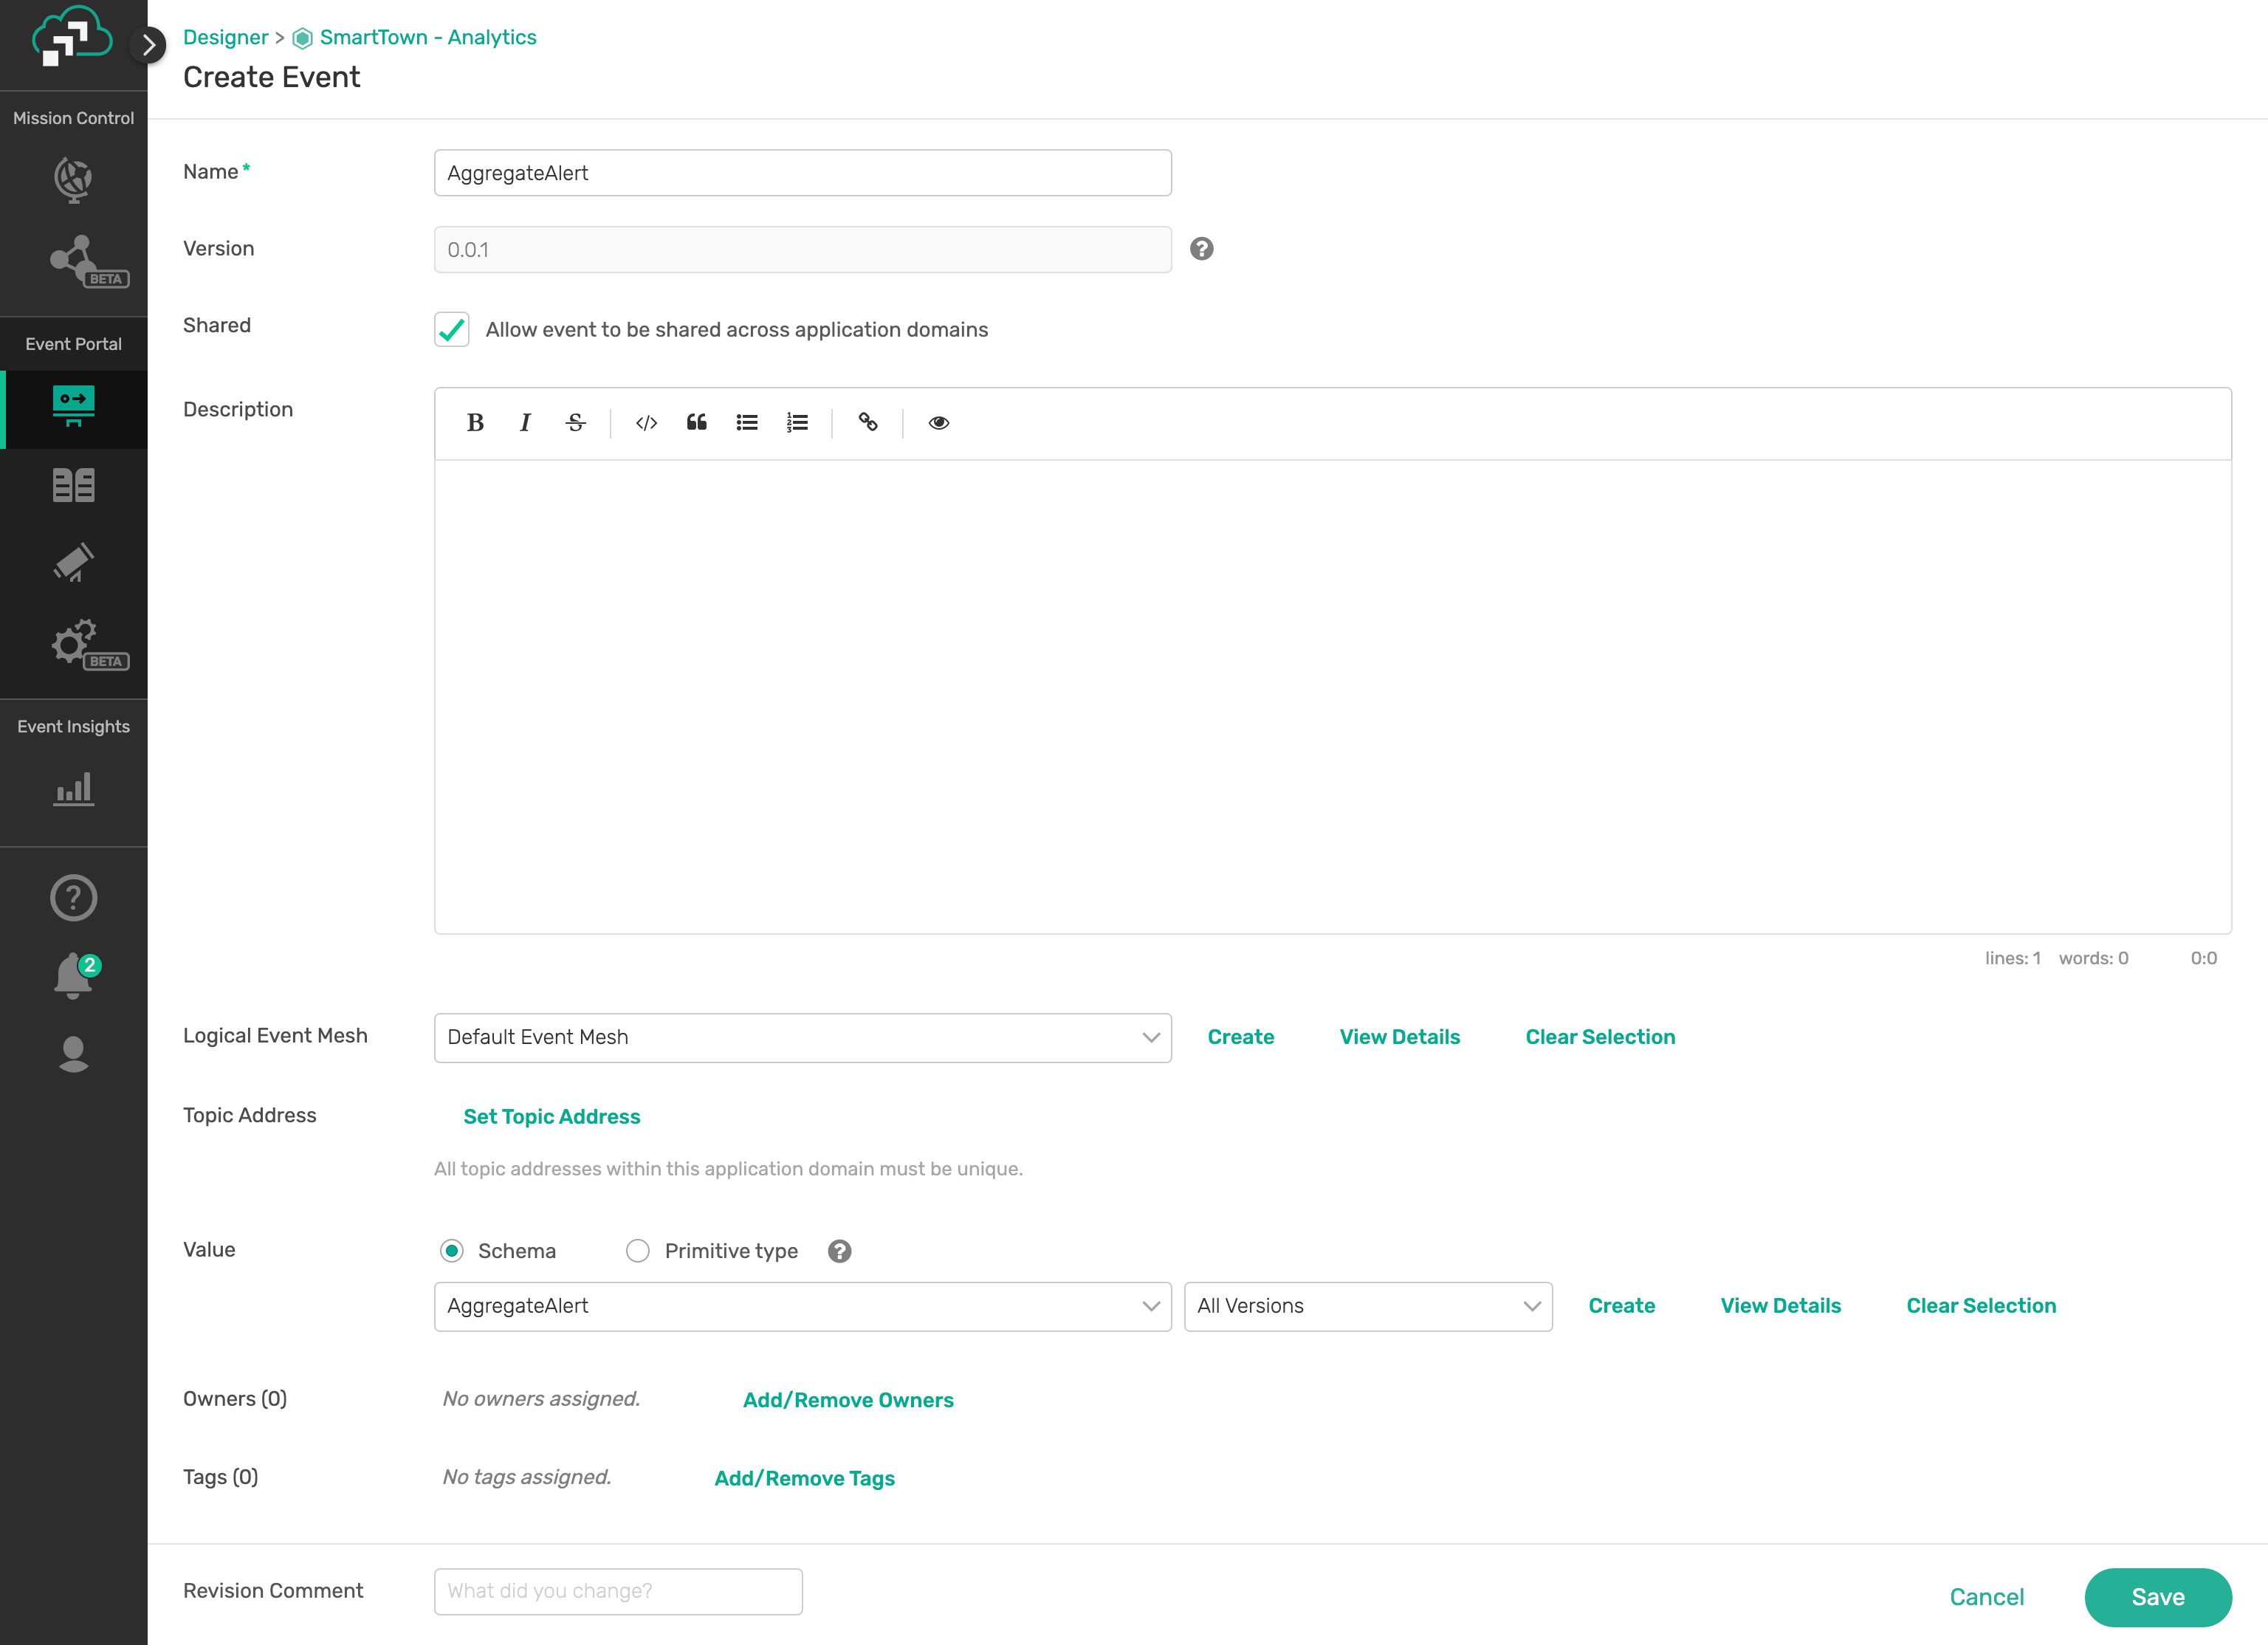 Designer > SmartTown - Analytics
Create Event
Mission Control
BETA
Event Portal
BETA
Event Insights
?
2
Name *
AggregateAlert
Version
0.0.1
?
Shared
Allow event to be shared across application domains
Description
B I S </> “ 1 2 3
lines: 1 words: 0 0:0
Logical Event Mesh
Default Event Mesh
Create View Details Clear Selection
Topic Address
Set Topic Address
All topic addresses within this application domain must be unique.
Value
Schema Primitive type ?
AggregateAlert All Versions Create View Details Clear Selection
Owners (0) No owners assigned. Add/Remove Owners
Tags (0) No tags assigned. Add/Remove Tags
Revision Comment What did you change?
Cancel Save